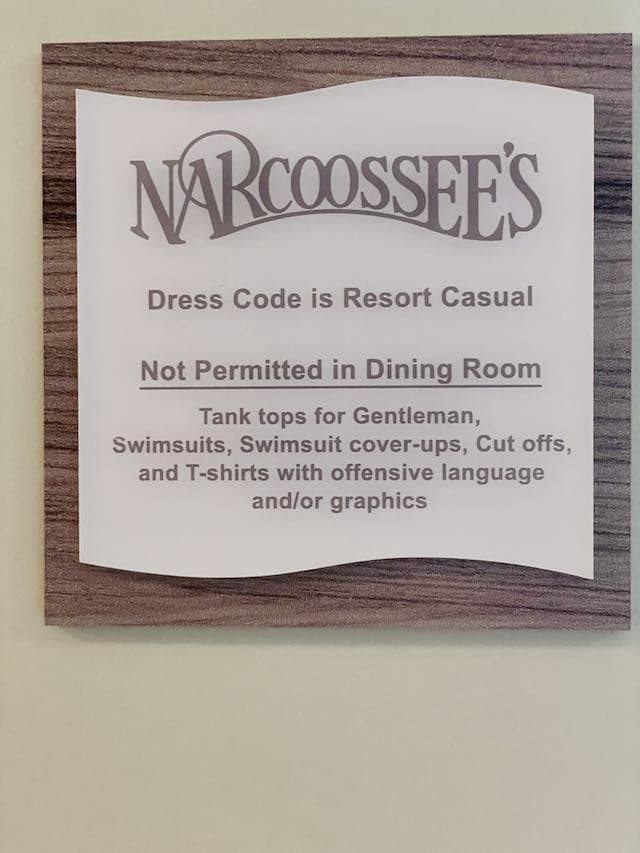 NARCOOSSEE'S
Dress Code is Resort Casual
Not Permitted in Dining Room
Tank tops for Gentleman,
Swimsuits, Swimsuit cover-ups, Cut offs,
and T-shirts with offensive language
and/or graphics